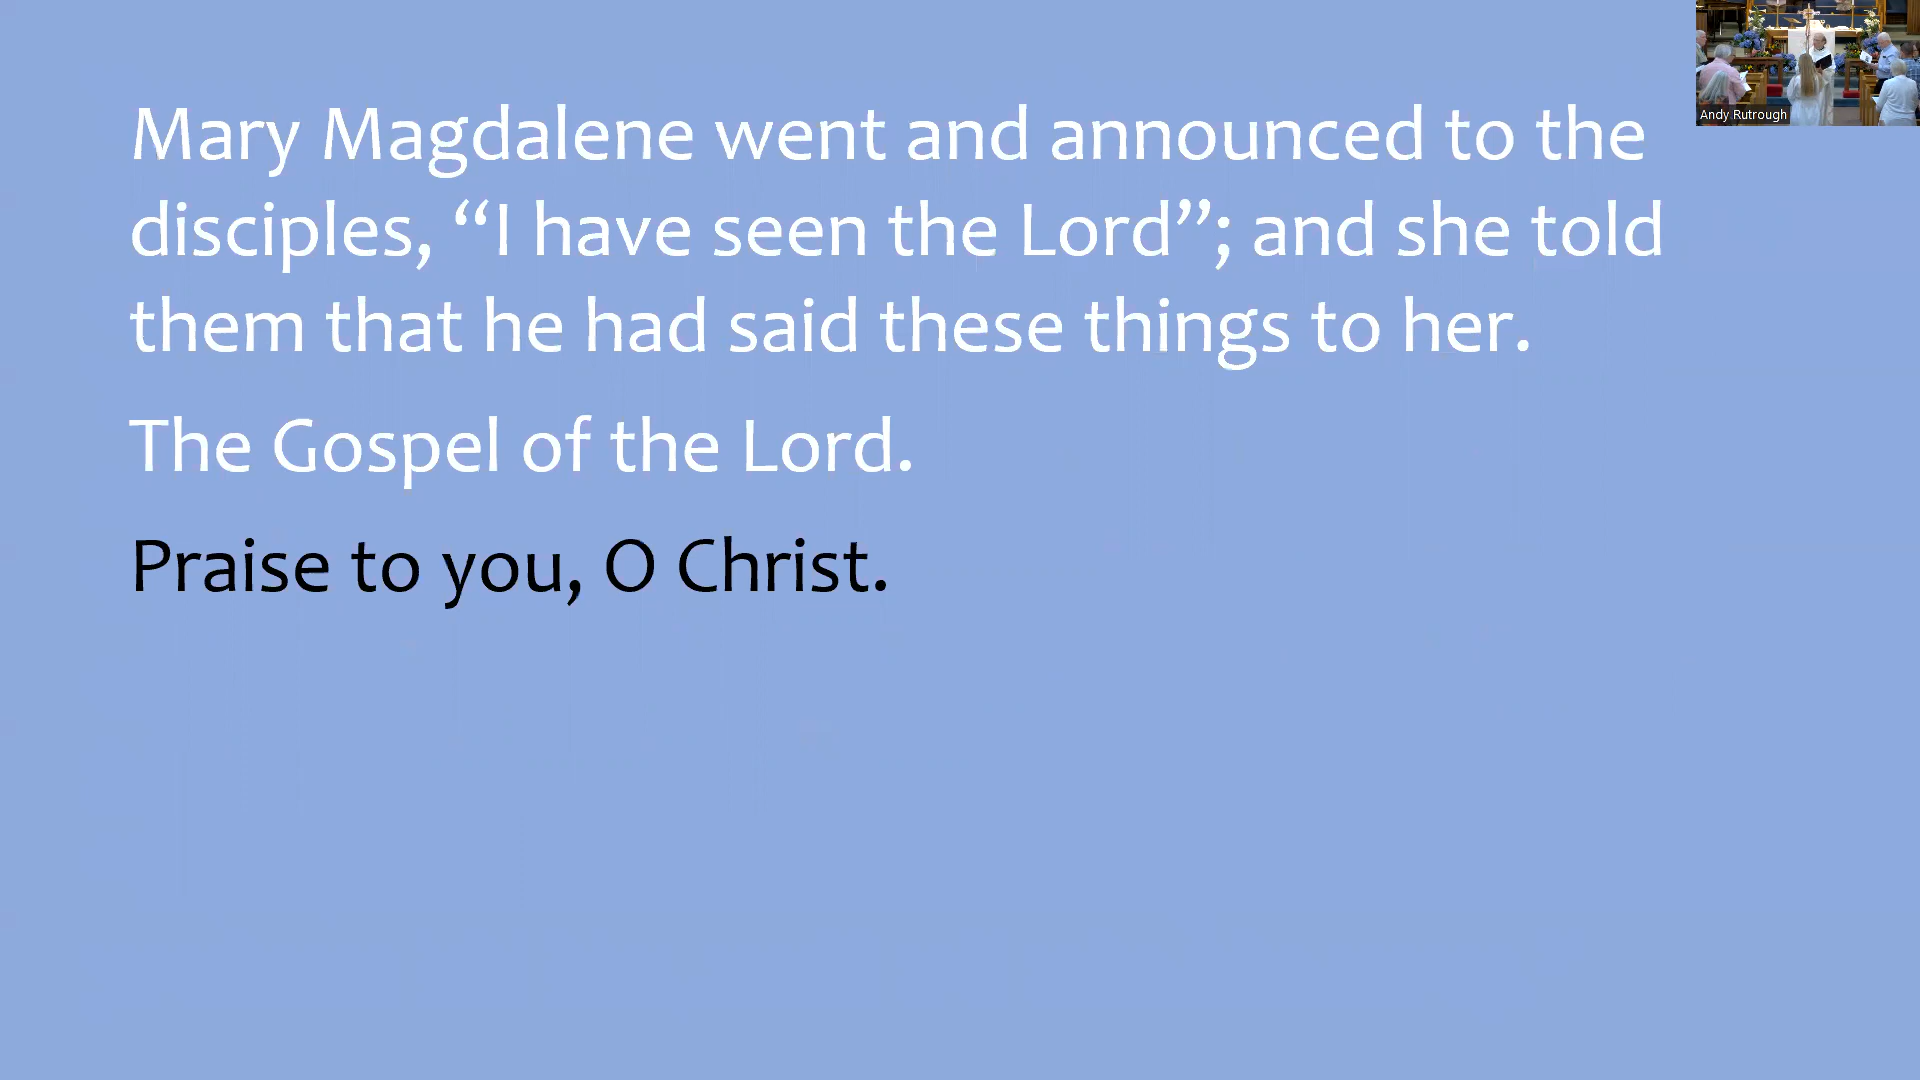 Mary Magdalene went and announced to the
disciples, “I have seen the Lord”; and she told
them that he had said these things to her.
The Gospel of the Lord.
Praise to you, O Christ.
Andy Rutrough